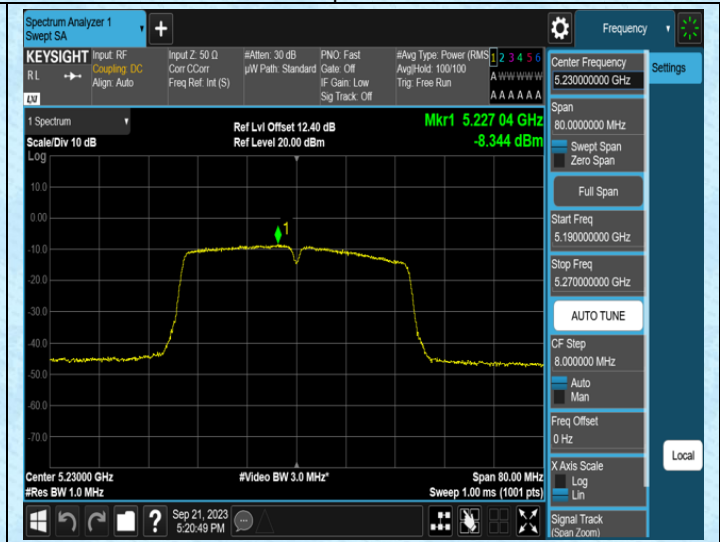 Spectrum Analyzer 1
Swept SA
Frequency
KEYSIGHT
RL
LXI
Input: RF
Coupling: DC
Align: Auto
Input Z: 50 Ω
Corr CCorr
Freq Ref: Int (S)
#Atten: 30 dB
µW Path: Standard
PNO: Fast
Gate: Off
IF Gain: Low
Sig Track: Off
#Avg Type: Power (RMS
Avg|Hold: 100/100
Trig: Free Run
1 2 3 4 5 6
A W W W W W
A A A A A A
1 Spectrum
Scale/Div 10 dB
Log
Ref Lvl Offset 12.40 dB
Ref Level 20.00 dBm
Mkr1 5.227 04 GHz
-8.344 dBm
10.0
0.00
-10.0
-20.0
-30.0
-40.0
-50.0
-60.0
-70.0
1
Center 5.23000 GHz
#Res BW 1.0 MHz
#Video BW 3.0 MHz*
Span 80.00 MHz
Sweep 1.00 ms (1001 pts)
Center Frequency
5.230000000 GHz
Settings
Span
80.0000000 MHz
Swept Span
Zero Span
Full Span
Start Freq
5.190000000 GHz
Stop Freq
5.270000000 GHz
AUTO TUNE
CF Step
8.000000 MHz
Auto
Man
Freq Offset
0 Hz
X Axis Scale
Log
Lin
Local
Signal Track
(Span Zoom)
?
Sep 21, 2023
5:20:49 PM